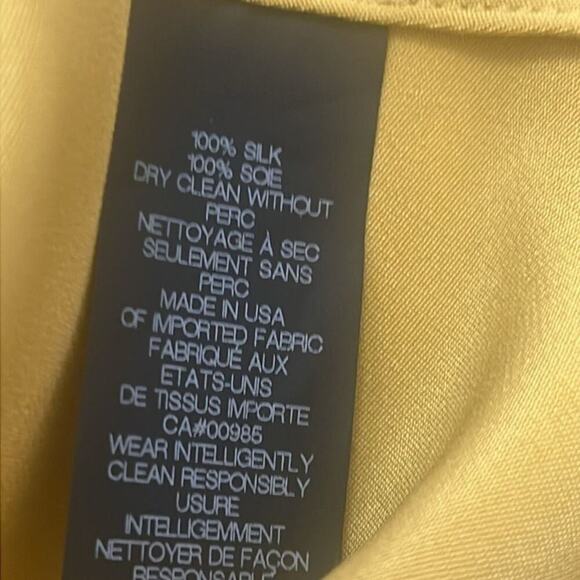 100% SILK
100% SOIE
DRY CLEAN WITHOUT
PERC
NETTOYAGE À SEC
SEULEMENT SANS
PERC
MADE IN USA
OF IMPORTED FABRIC
FABRIQUÉ AUX
ETATS-UNIS
DE TISSUS IMPORTE
CA#00985
WEAR INTELLIGENTLY
CLEAN RESPONSIBLY
USURE
INTELLIGEMMENT
NETTOYER DE FAÇON
RESPONSABLE